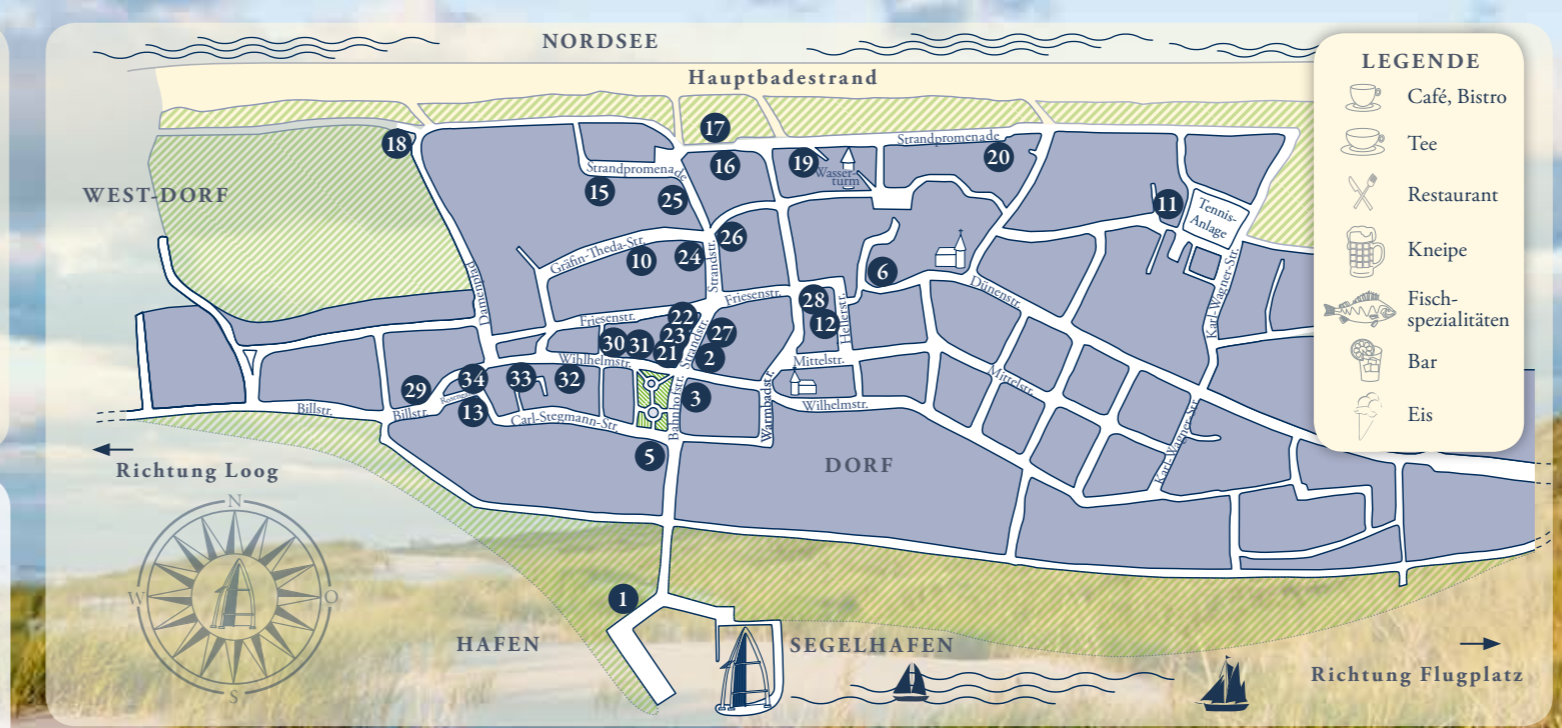 NORDSEE
Hauptbadestrand
LEGENDE
Café, Bistro
Tee
Restaurant
Kneipe
Fisch-
spezialitäten
Bar
Eis
17
18
Strandpromenade
16
19
Wasser-
turm
20
Strandpromenade
15
25
WEST-DORF
11
Tennis-
Anlage
26
Gräfin-Theda-Str.
10
24
Strandstr.
6
Damenpfad
Friesenstr.
28
Dünenstr.
Karl-Wagner-Str.
Friesenstr.
22
30
31
23
21
27
2
Strandstr.
12
Hellerstr.
Wihlhelmstr.
Mittelstr.
Mittelstr.
29
34
33
32
13
Billstr.
Billstr.
Carl-Stegmann-Str.
Bahnhofstr.
3
Warmbadstr.
Wilhelmstr.
Karl-Wagner-Str.
5
DORF
Richtung Loog
N
W
O
S
1
HAFEN
SEGELHAFEN
Richtung Flugplatz